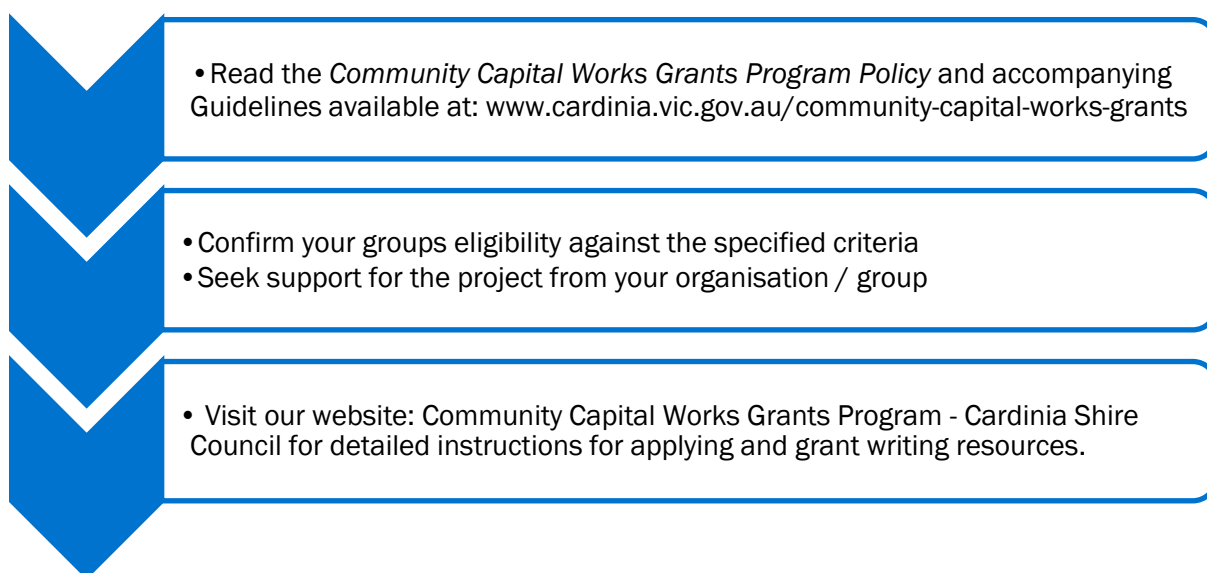 •Read the Community Capital Works Grants Program Policy and accompanying
Guidelines available at: www.cardinia.vic.gov.au/community-capital-works-grants
•Confirm your groups eligibility against the specified criteria
•Seek support for the project from your organisation / group
• Visit our website: Community Capital Works Grants Program - Cardinia Shire
Council for detailed instructions for applying and grant writing resources.